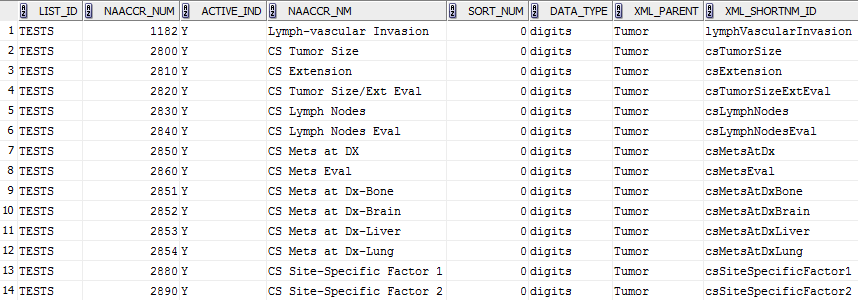 LIST_ID NAACCR_NUM ACTIVE_IND NAACCR_NM SORT_NUM DATA_TYPE XML_PARENT XML_SHORTNM_ID
1 TESTS 1182 Y Lymph-vascular Invasion 0 digits Tumor lymphVascularInvasion
2 TESTS 2800 Y CS Tumor Size 0 digits Tumor csTumorSize
3 TESTS 2810 Y CS Extension 0 digits Tumor csExtension
4 TESTS 2820 Y CS Tumor Size/Ext Eval 0 digits Tumor csTumorSizeExtEval
5 TESTS 2830 Y CS Lymph Nodes 0 digits Tumor csLymphNodes
6 TESTS 2840 Y CS Lymph Nodes Eval 0 digits Tumor csLymphNodesEval
7 TESTS 2850 Y CS Mets at DX 0 digits Tumor csMetsAtDx
8 TESTS 2860 Y CS Mets Eval 0 digits Tumor csMetsEval
9 TESTS 2851 Y CS Mets at Dx-Bone 0 digits Tumor csMetsAtDxBone
10 TESTS 2852 Y CS Mets at Dx-Brain 0 digits Tumor csMetsAtDxBrain
11 TESTS 2853 Y CS Mets at Dx-Liver 0 digits Tumor csMetsAtDxLiver
12 TESTS 2854 Y CS Mets at Dx-Lung 0 digits Tumor csMetsAtDxLung
13 TESTS 2880 Y CS Site-Specific Factor 1 0 digits Tumor csSiteSpecificFactor1
14 TESTS 2890 Y CS Site-Specific Factor 2 0 digits Tumor csSiteSpecificFactor2